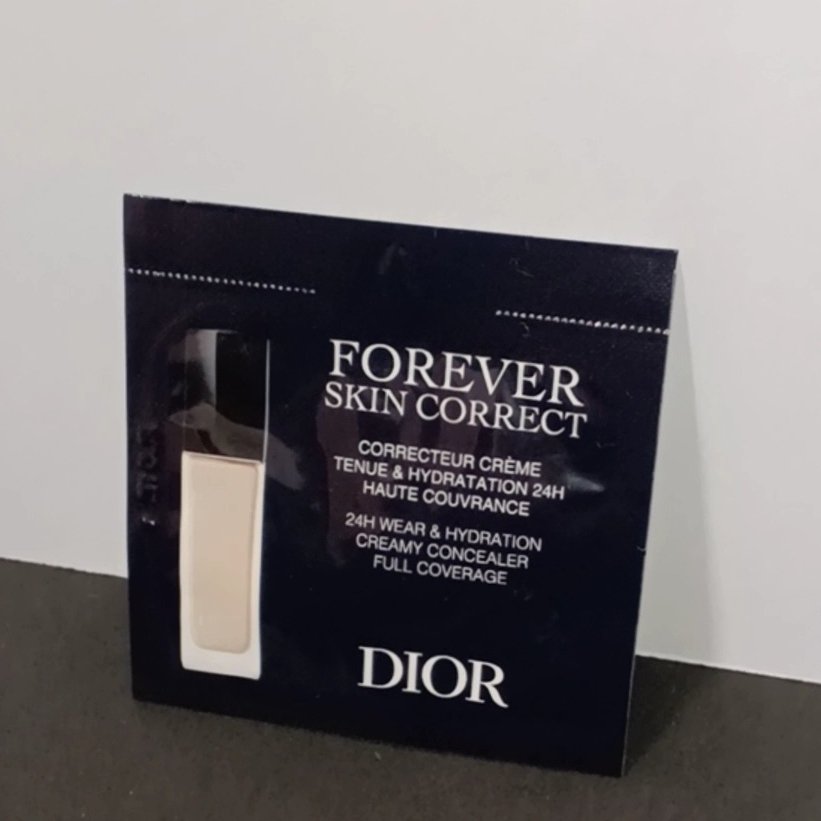 FOREVER
SKIN CORRECT
CORRECTEUR CRÈME
TENUE & HYDRATATION 24H
HAUTE COUVRANCE
24H WEAR & HYDRATION
CREAMY CONCEALER
FULL COVERAGE
DIOR